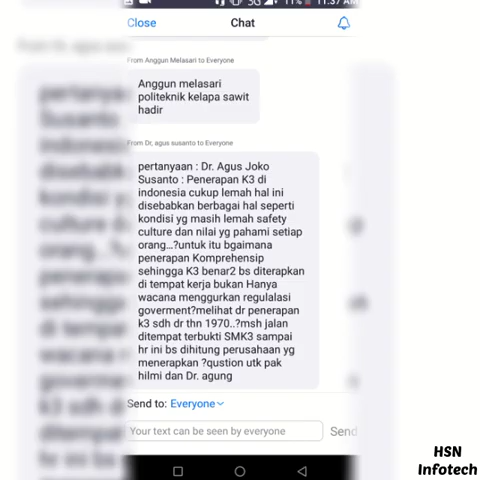 11% 11:37 AM
Close
Chat
From Anggun Melasari to Everyone
Anggun melasari
politeknik kelapa sawit
hadir
From Dr, agus susanto to Everyone
pertanyaan : Dr. Agus Joko
Susanto : Penerapan K3 di
indonesia cukup lemah hal ini
disebabkan berbagai hal seperti
kondisi yg masih lemah safety
culture dan nilai yg pahami setiap
orang...?untuk itu bgaimana
penerapan Komprehensip
sehingga K3 benar2 bs diterapkan
di tempat kerja bukan Hanya
wacana menggurkan regulalasi
goverment?melihat dr penerapan
k3 sdh dr thn 1970..?msh jalan
ditempat terbukti SMK3 sampai
hr ini bs dihitung perusahaan yg
menerapkan ?qustion utk pak
hilmi dan Dr. agung
Send to: Everyone
Your text can be seen by everyone
Send
HSN
Infotech